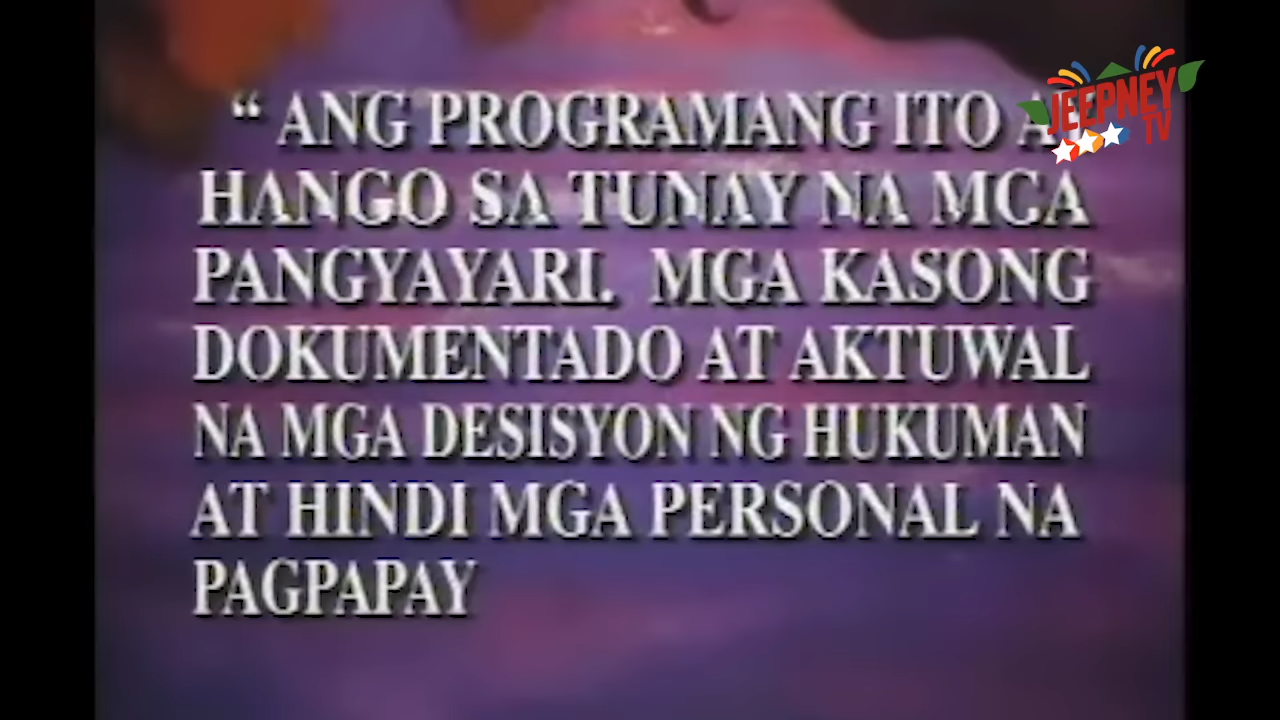 “ ANG PROGRAMANG ITO
HANGO SA TUNAY NA MGA
PANGYAYARI. MGA KASONG
DOKUMENTADO AT AKTUWAL
NA MGA DESISYON NG HUKUMAN
AT HINDI MGA PERSONAL NA
PAGPAPAY
JEEPNEY
TV